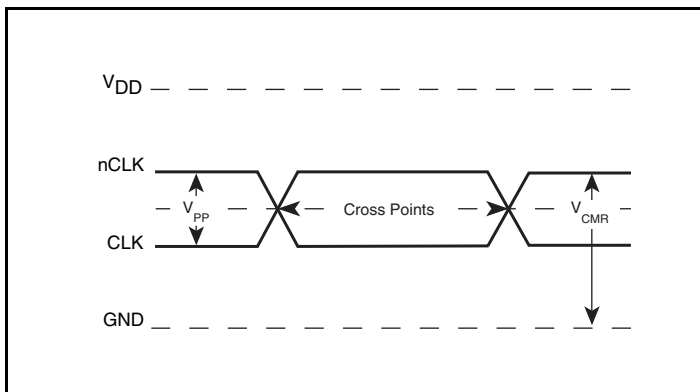 VDD
nCLK
VPP
Cross Points
VCMR
CLK
GND